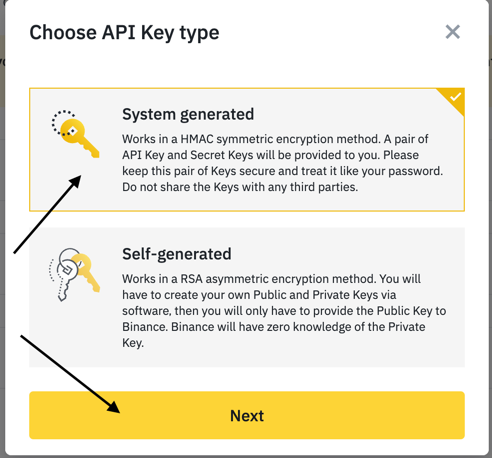 Choose API Key type
System generated
Works in a HMAC symmetric encryption method. A pair of
API Key and Secret Keys will be provided to you. Please
keep this pair of Keys secure and treat it like your password.
Do not share the Keys with any third parties.
Self-generated
Works in a RSA asymmetric encryption method. You will
have to create your own Public and Private Keys via
software, then you will only have to provide the Public Key to
Binance. Binance will have zero knowledge of the Private
Key.
Next